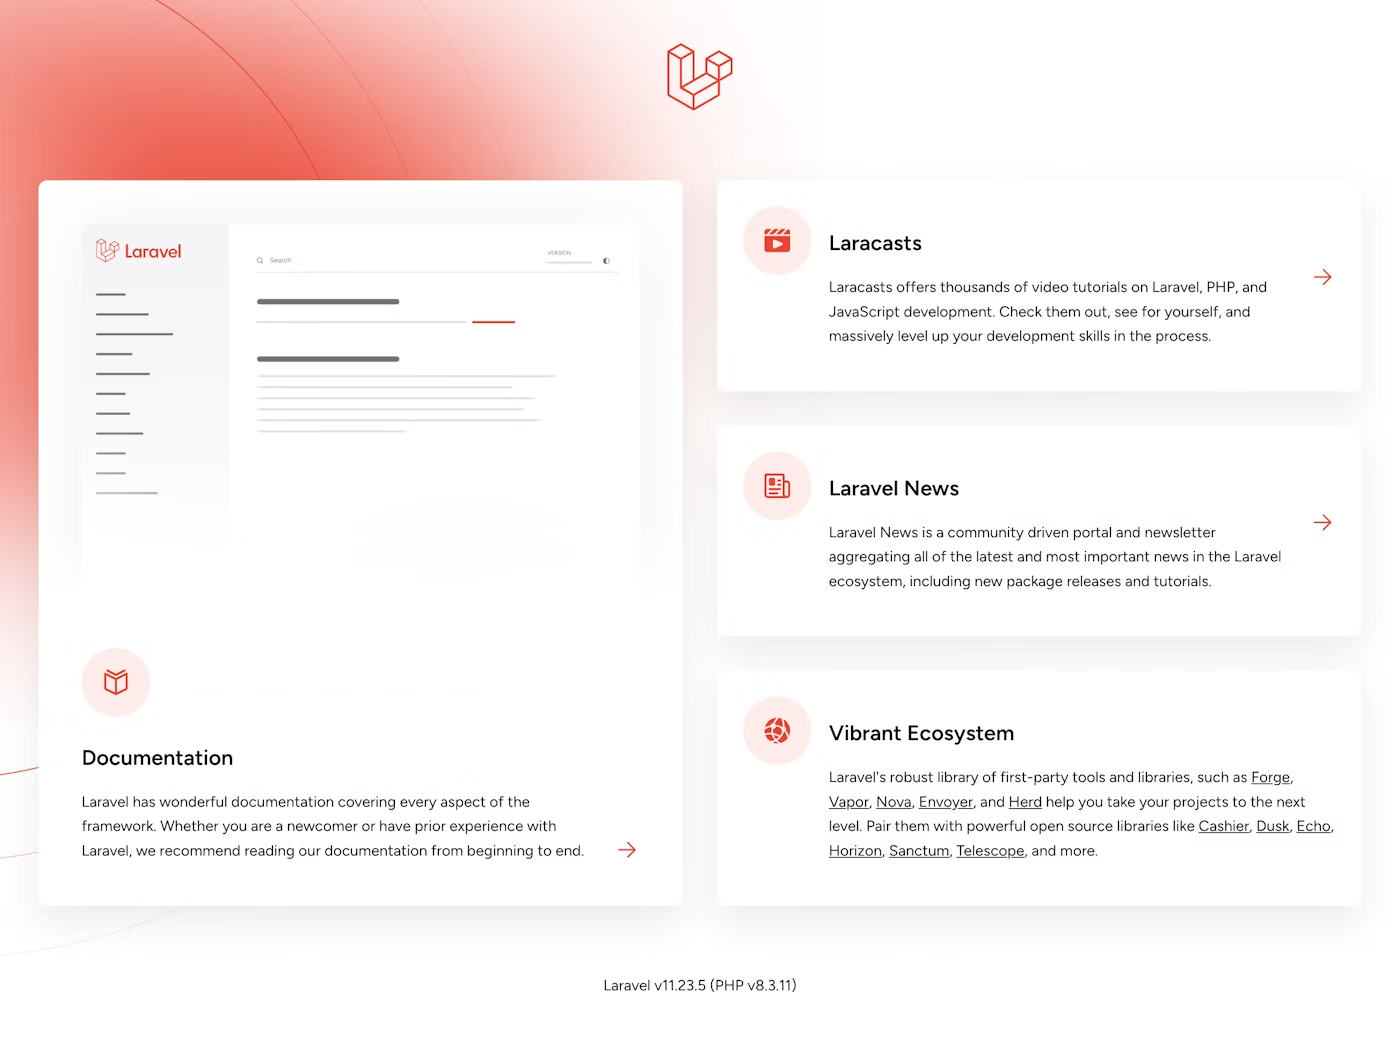 Laravel
Search
VERSION
Documentation
Laravel has wonderful documentation covering every aspect of the
framework. Whether you are a newcomer or have prior experience with
Laravel, we recommend reading our documentation from beginning to end.
Laracasts
Laracasts offers thousands of video tutorials on Laravel, PHP, and
JavaScript development. Check them out, see for yourself, and
massively level up your development skills in the process.
Laravel News
Laravel News is a community driven portal and newsletter
aggregating all of the latest and most important news in the Laravel
ecosystem, including new package releases and tutorials.
Vibrant Ecosystem
Laravel's robust library of first-party tools and libraries, such as Forge,
Vapor, Nova, Envoyer, and Herd help you take your projects to the next
level. Pair them with powerful open source libraries like Cashier, Dusk, Echo,
Horizon, Sanctum, Telescope, and more.
Laravel v11.23.5 (PHP v8.3.11)